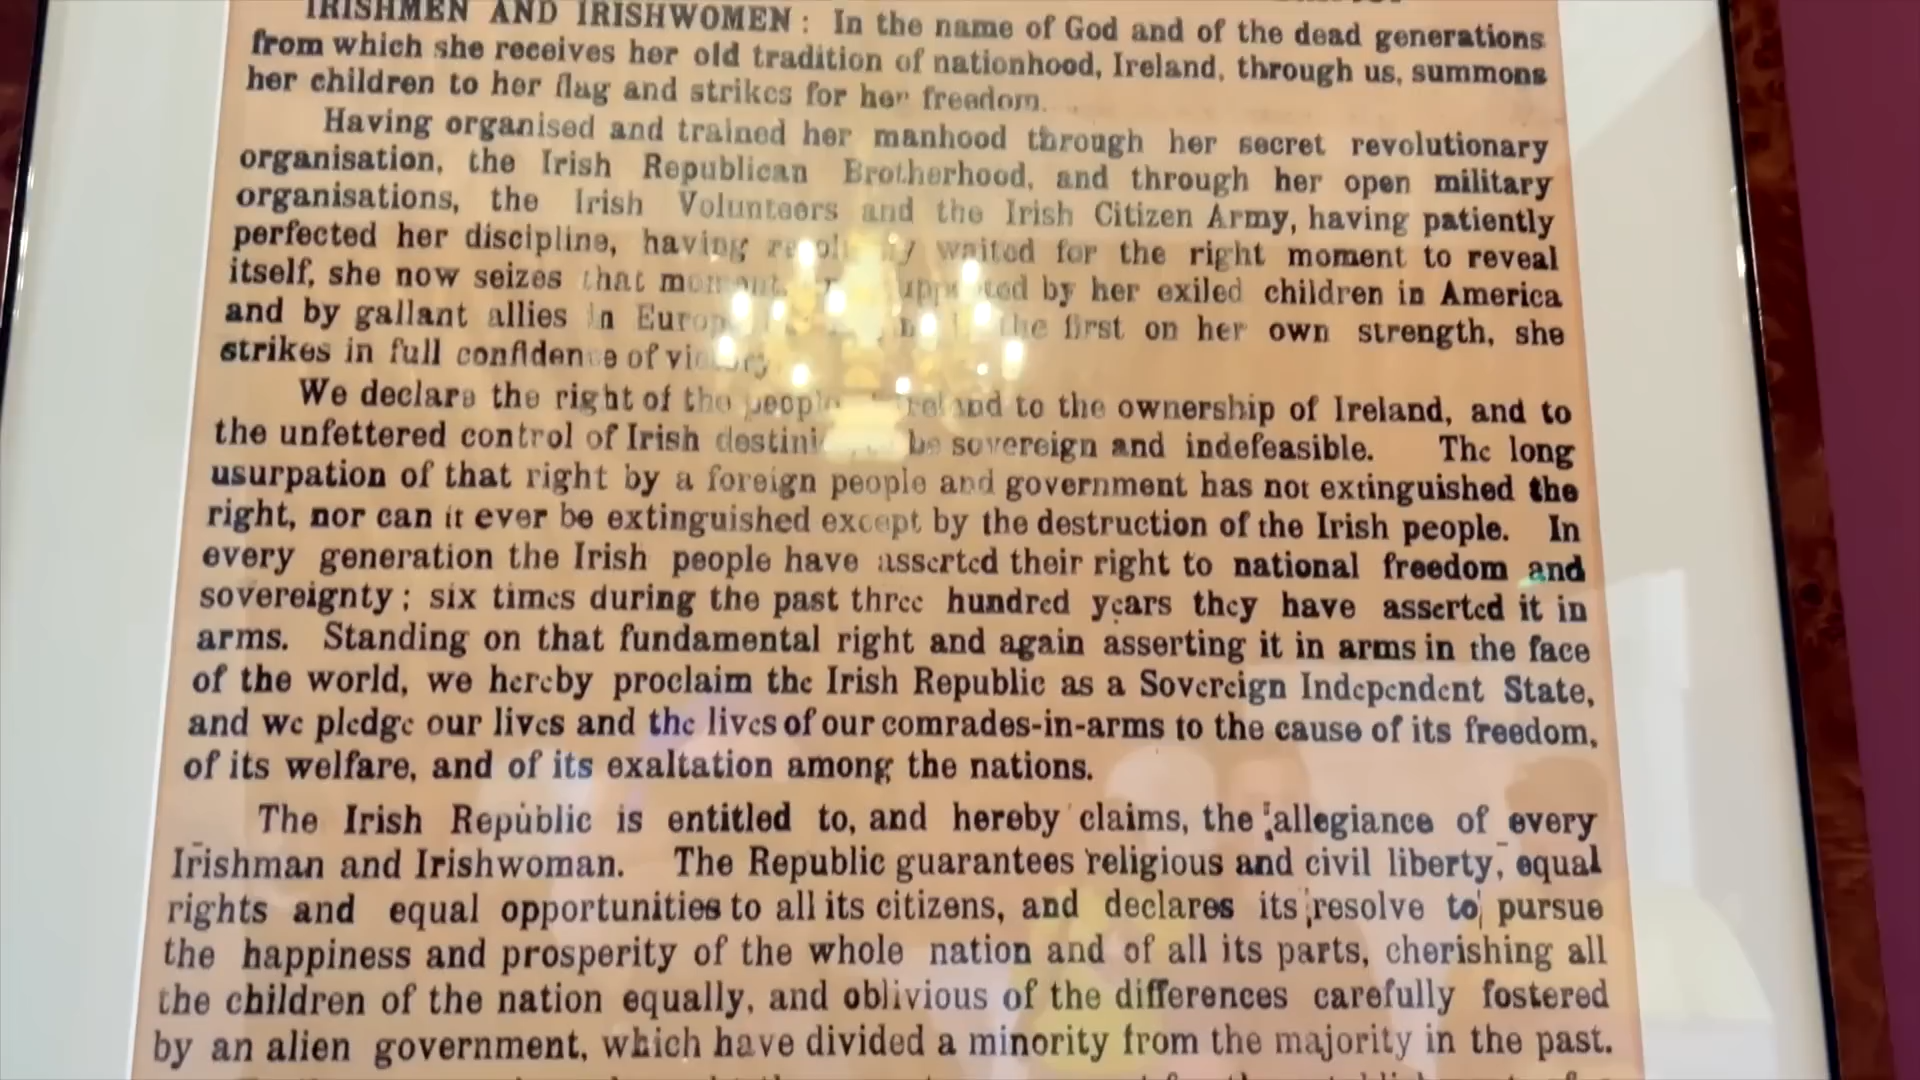 IRISHMEN AND IRISHWOMEN: In the name of God and of the dead generations
from which she receives her old tradition of nationhood, Ireland, through us, summons
her children to her flag and strikes for her freedom.
Having organised and trained her manhood through her secret revolutionary
organisation, the Irish Republican Brotherhood, and through her open military
organisations, the Irish Volunteers and the Irish Citizen Army, having patiently
perfected her discipline, having waited for the right moment to reveal
itself, she now seizes that moment, supported by her exiled children in America
and by gallant allies in Europe, the first on her own strength, she
strikes in full confidence of victory.
We declare the right of the people Ireland to the ownership of Ireland, and to
the unfettered control of Irish destinies, be sovereign and indefeasible. The long
usurpation of that right by a foreign people and government has not extinguished the
right, nor can it ever be extinguished except by the destruction of the Irish people. In
every generation the Irish people have asserted their right to national freedom and
sovereignty; six times during the past three hundred years they have asserted it in
arms. Standing on that fundamental right and again asserting it in arms in the face
of the world, we hereby proclaim the Irish Republic as a Sovereign Independent State,
and we pledge our lives and the lives of our comrades-in-arms to the cause of its freedom,
of its welfare, and of its exaltation among the nations.
The Irish Republic is entitled to, and hereby claims, the allegiance of every
Irishman and Irishwoman. The Republic guarantees religious and civil liberty, equal
rights and equal opportunities to all its citizens, and declares its resolve to pursue
the happiness and prosperity of the whole nation and of all its parts, cherishing all
the children of the nation equally, and oblivious of the differences carefully fostered
by an alien government, which have divided a minority from the majority in the past.